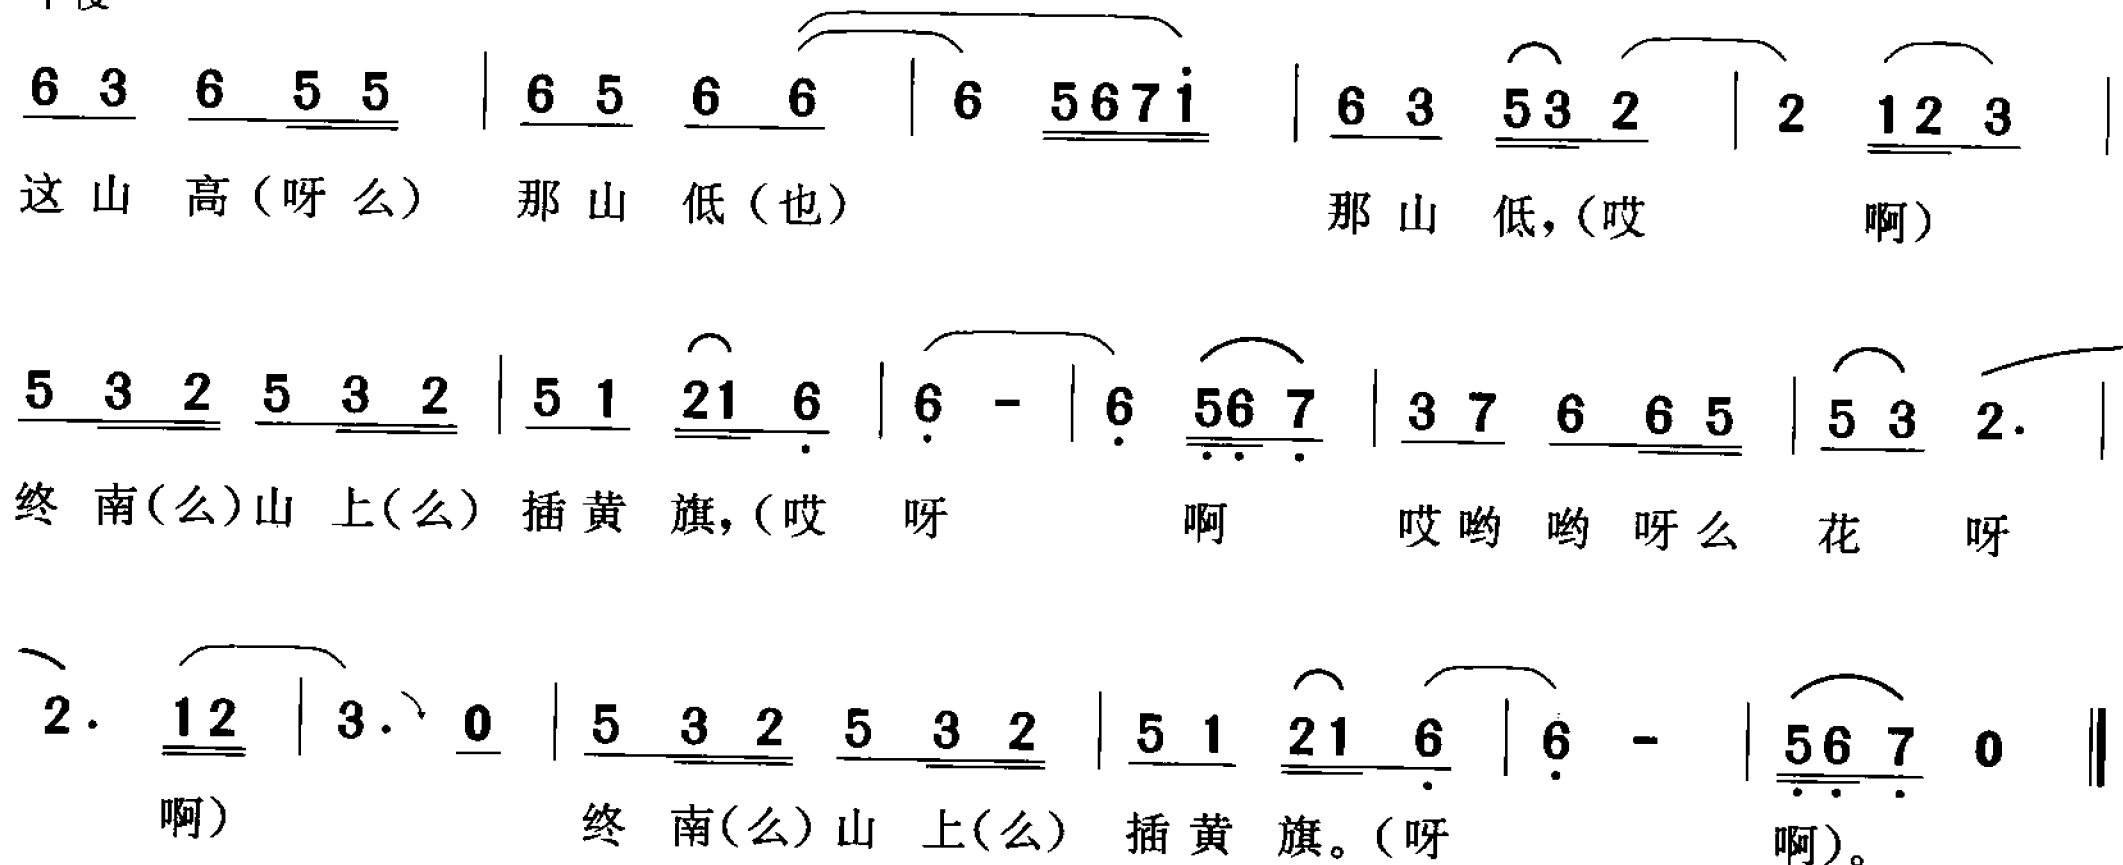 6 3 6 5 5 | 6 5 6 6 | 6 5 6 7 1 | 6 3 5 3 2 | 2 1 2 3 |
这山 高(呀么) 那山 低(也) 那山 低,(哎 啊)
5 3 2 5 3 2 | 5 1 2 1 6 | 6 - | 6 5 6 7 | 3 7 6 6 5 | 5 3 2. |
终 南(么)山 上(么) 插黄 旗,(哎 呀 啊 哎哟 哟 呀么 花 呀
2. 1 2 | 3. 0 | 5 3 2 5 3 2 | 5 1 2 1 6 | 6 - | 5 6 7 0 ‖
啊) 终 南(么)山 上(么) 插黄 旗。(呀 啊)。